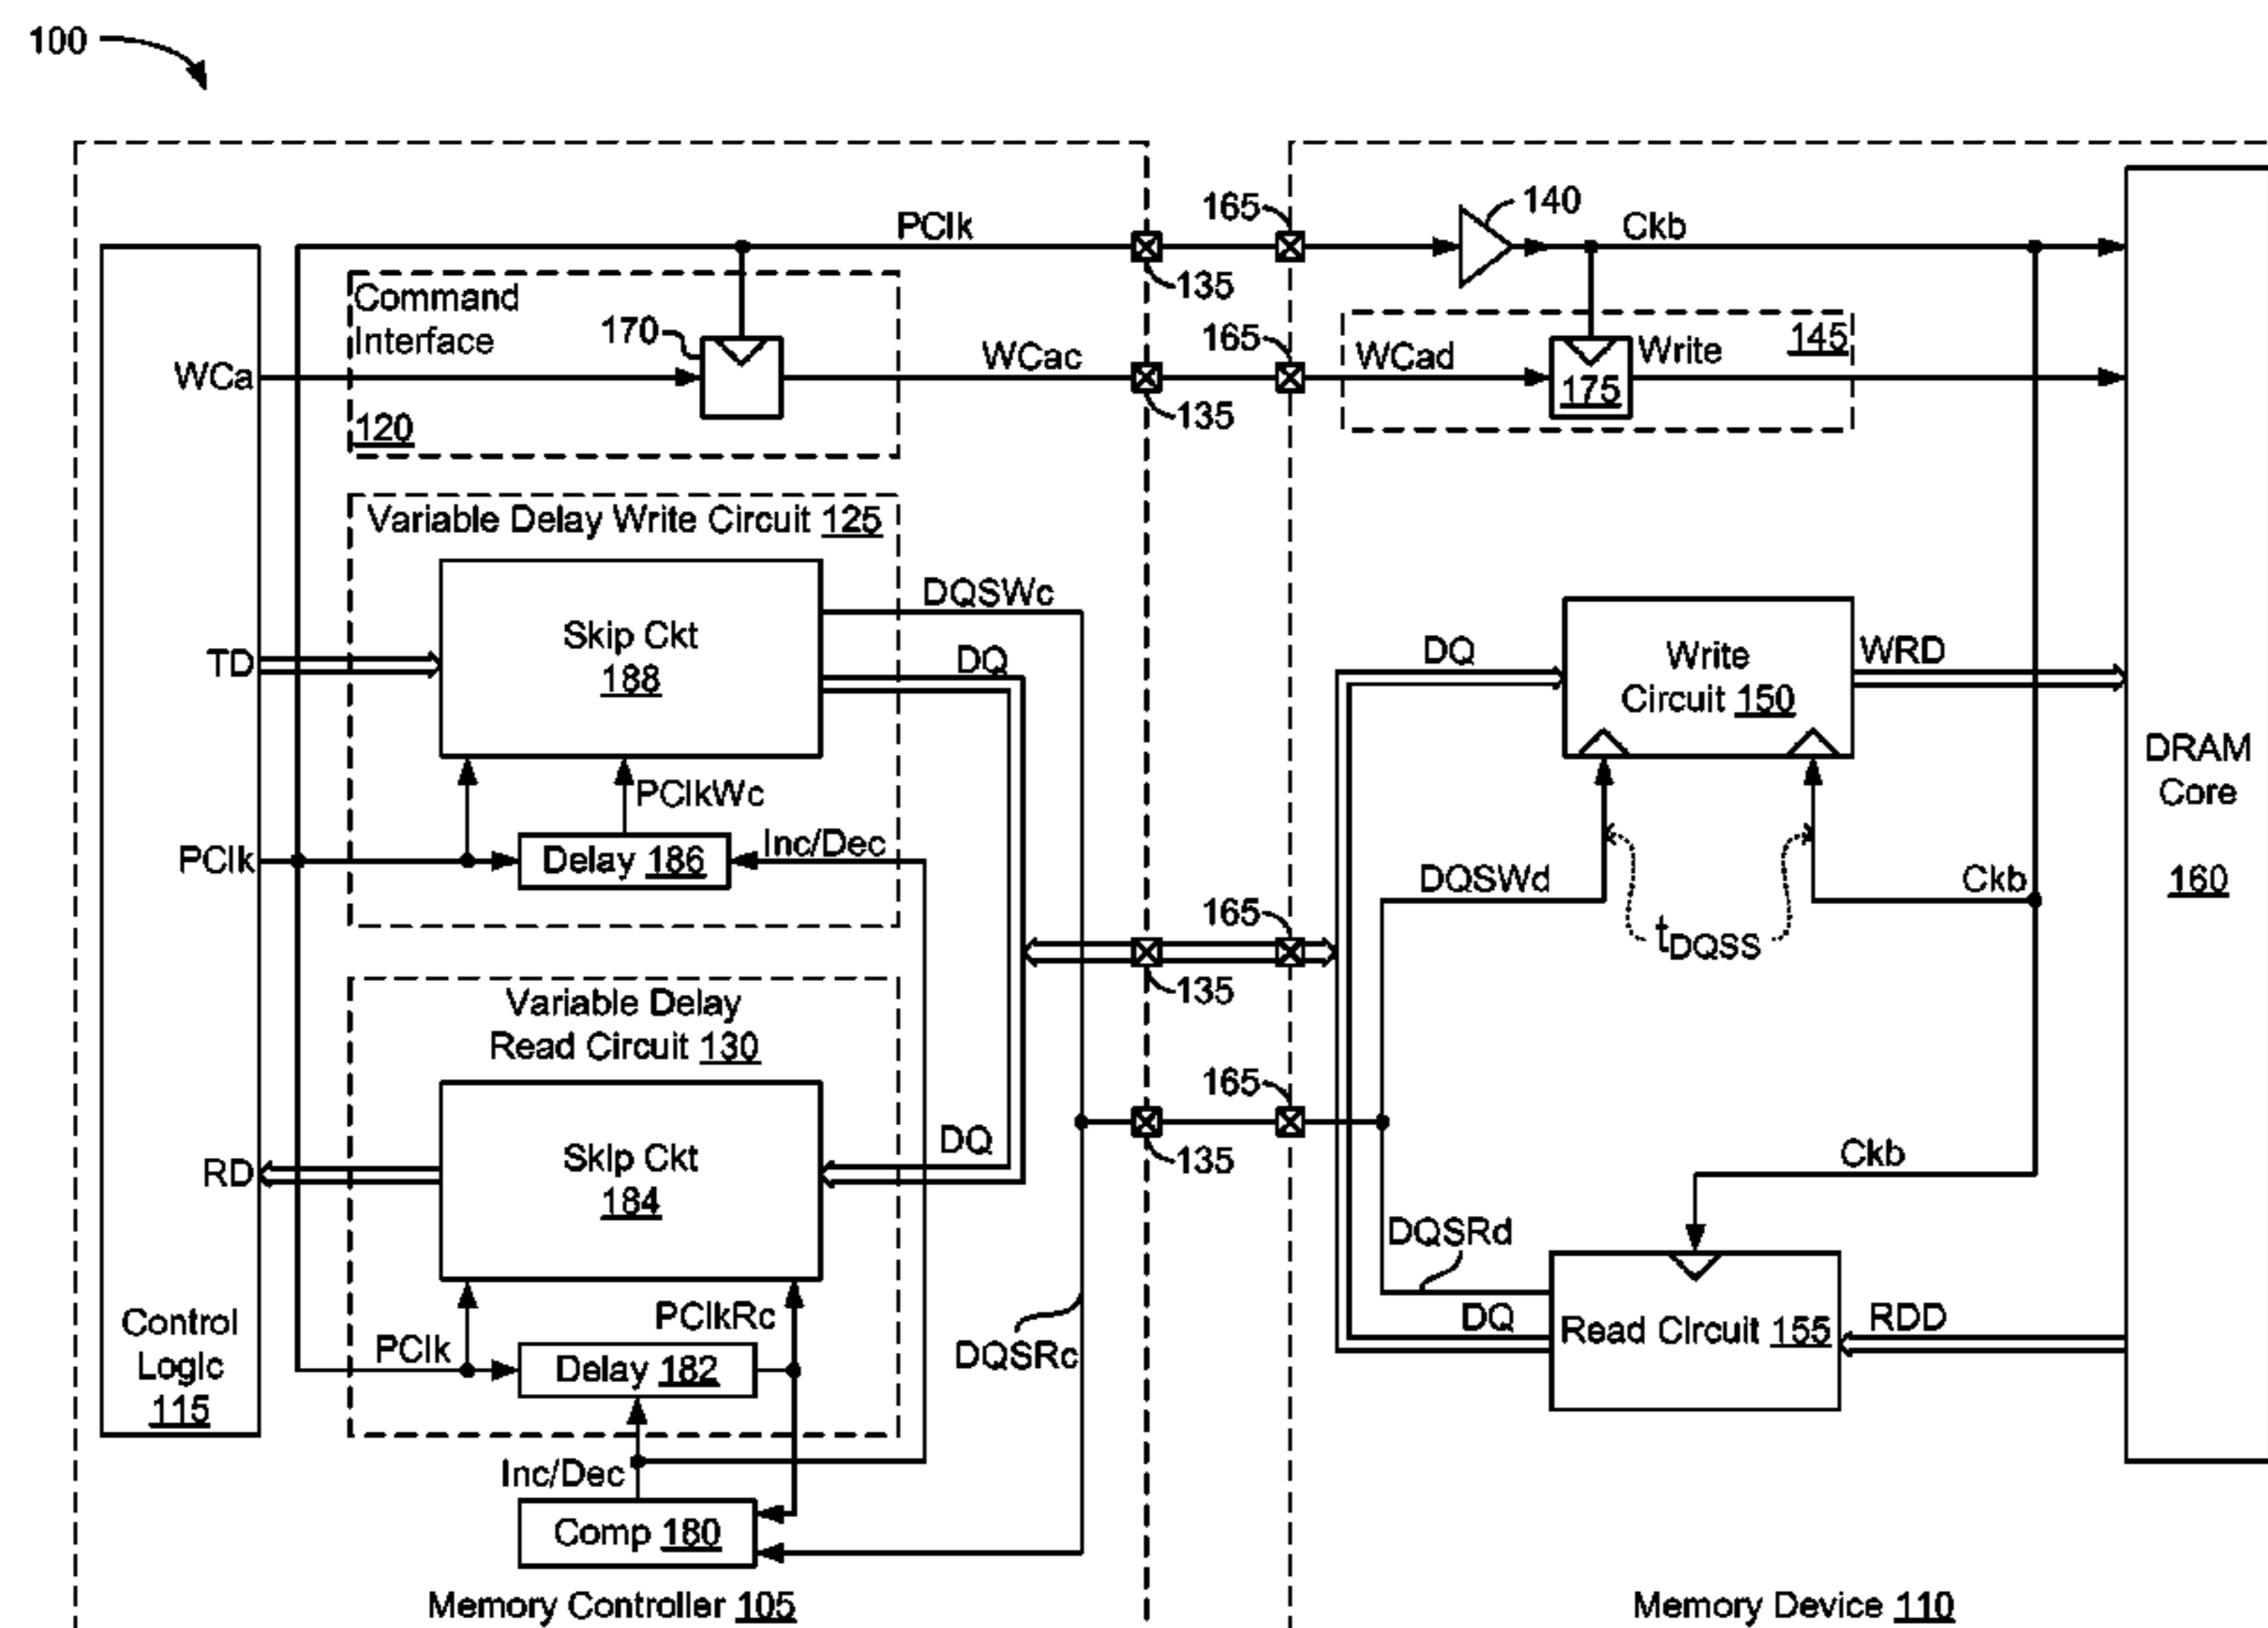 100
165
140
PClk
Ckb
135
Command
Interface
170
WCac
165
WCad
Write
145
WCa
175
120
135
Variable Delay Write Circuit 125
DQSWc
Skip Ckt
188
DQ
TD
DQ
Write
Circuit 150
WRD
DRAM
Core
160
PClkWc
PClk
Delay 186
Inc/Dec
DQSWd
Ckb
165
tDQSS
135
Variable Delay
Read Circuit 130
165
Skip Ckt
184
DQ
135
RD
Ckb
DQSRd
PClkRc
DQ
Read Circuit 155
RDD
Control
Logic
115
PClk
Delay 182
DQSRc
Inc/Dec
Comp 180
Memory Controller 105
Memory Device 110